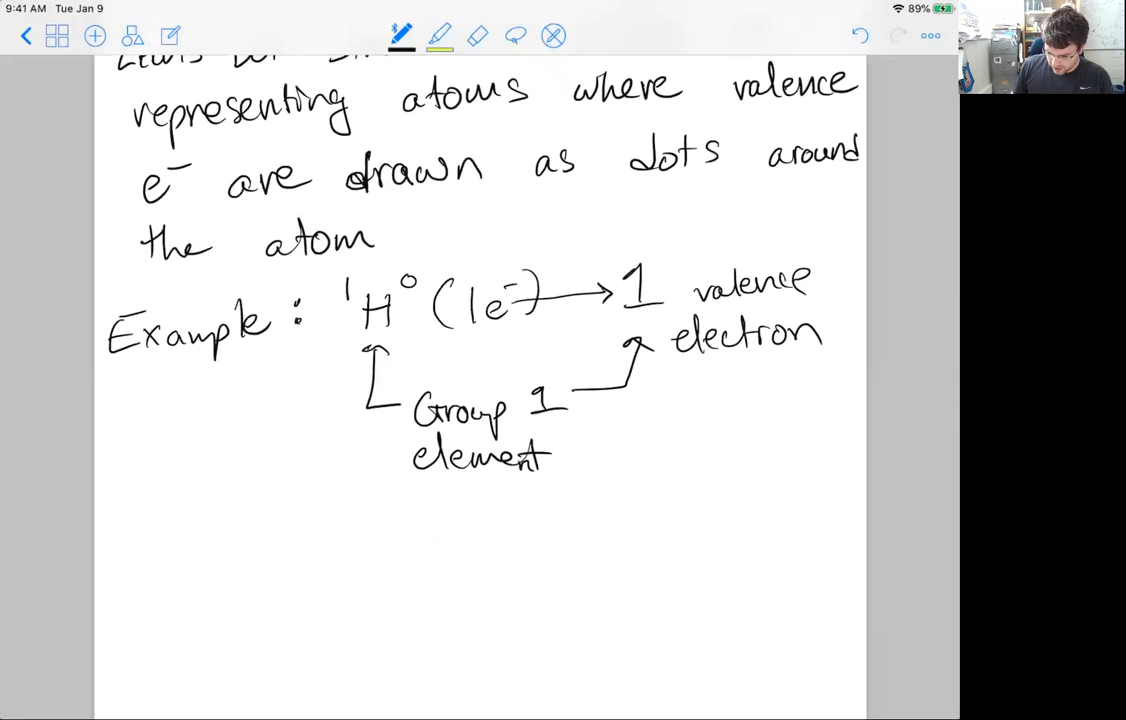 9:41 AM Tue Jan 9 89%
representing atoms where valence
e⁻ are drawn as dots around
the atom
Example: ¹H⁰ (1e⁻) → 1 valence
electron
Group 1
element